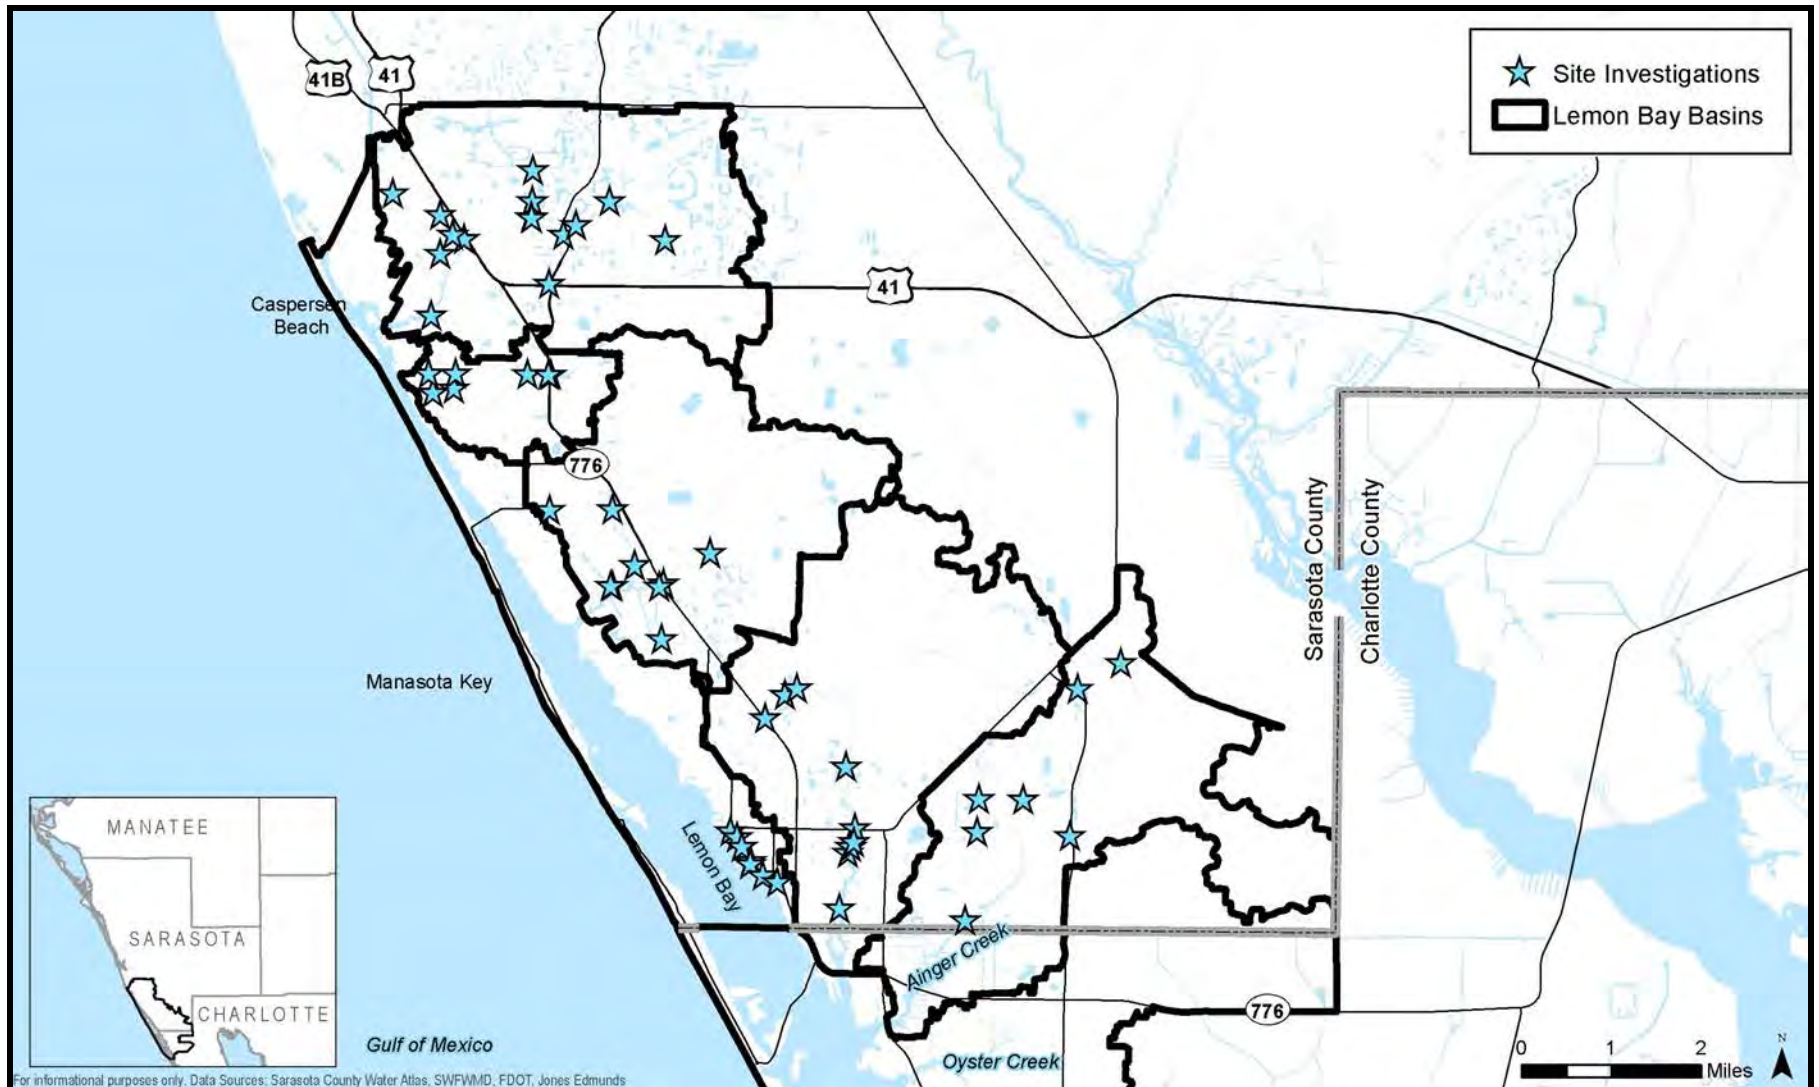 41B
41
Site Investigations
Lemon Bay Basins
41
Caspersen
Beach
776
Sarasota County
Charlotte County
Manasota Key
Lemon Bay
MANATEE
SARASOTA
CHARLOTTE
Ainger Creek
776
Gulf of Mexico
Oyster Creek
N
0 1 2
Miles
For informational purposes only. Data Sources: Sarasota County Water Atlas, SWFWMD, FDOT, Jones Edmunds